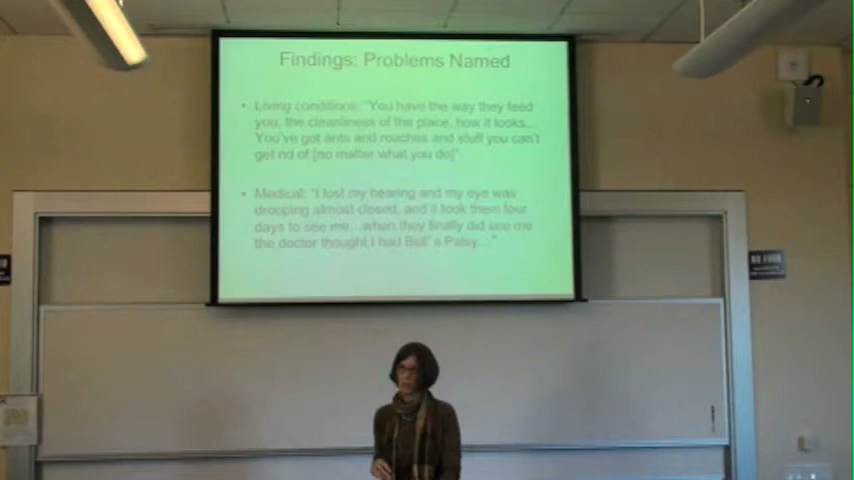 Findings: Problems Named
• Living conditions: "You have the way they feed
you, the cleanliness of the place, how it looks...
You've got ants and roaches and stuff you can't
get rid of [no matter what you do]"
• Medical: "I lost my hearing and my eye was
drooping almost closed, and it took them four
days to see me...when they finally did see me
the doctor thought I had Bell's Palsy..."
NO FOOD